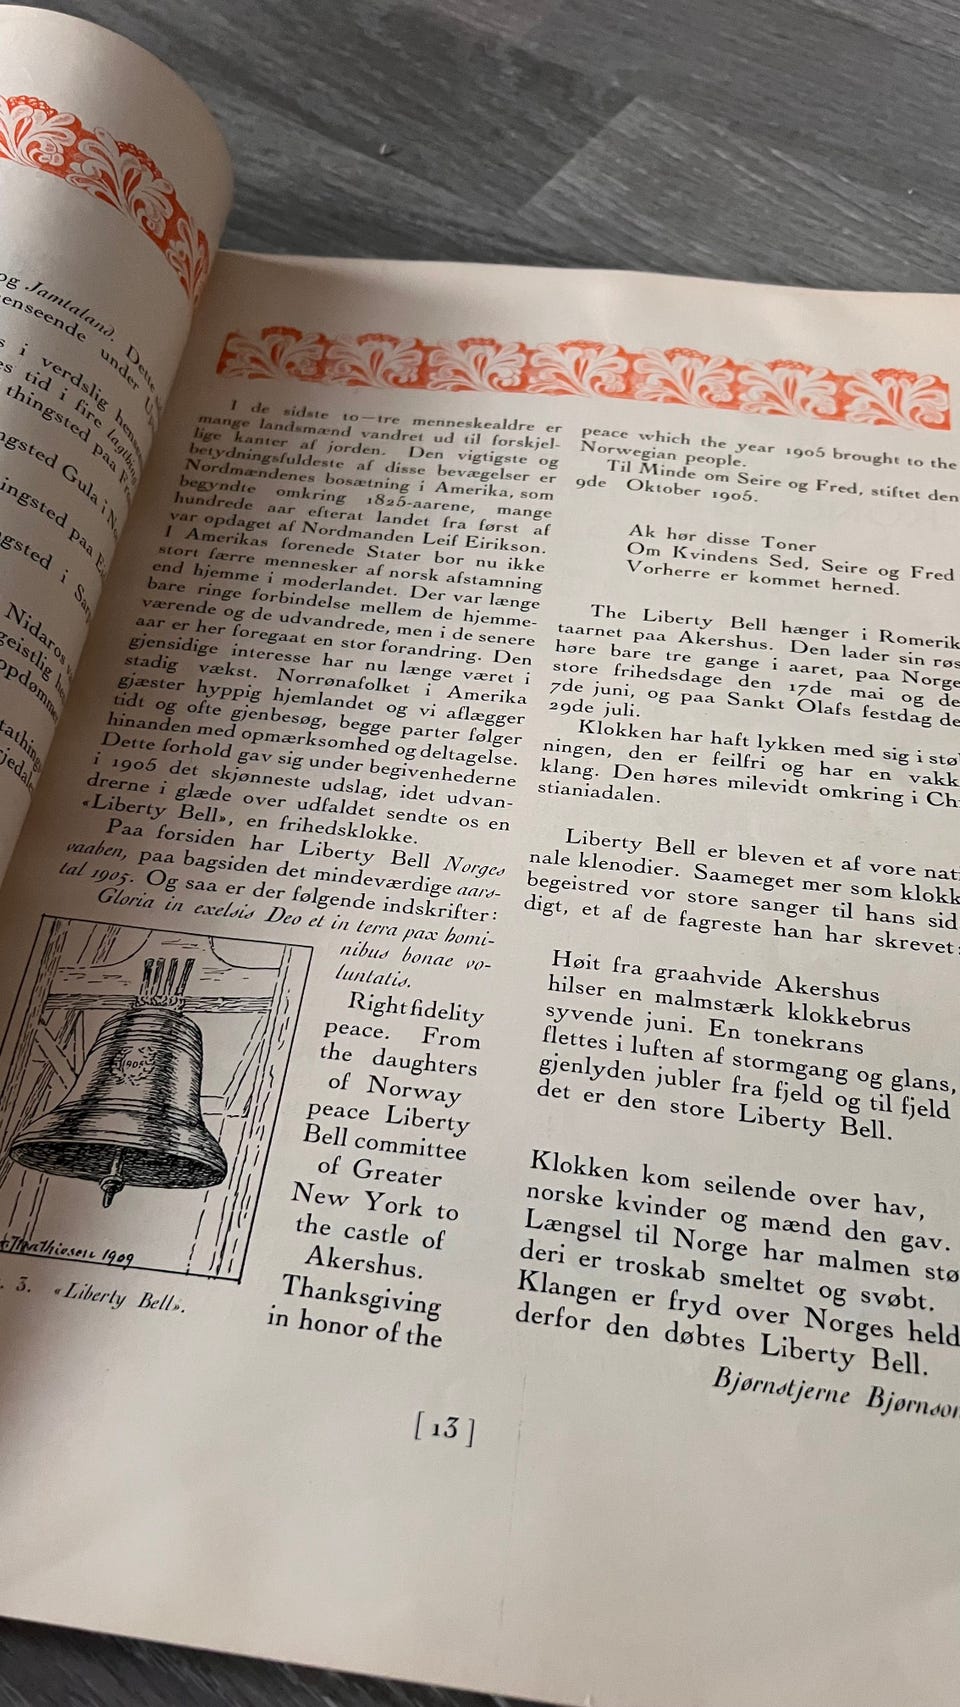 og Jamtaland. Dette
enseende under
i verdslig
tid i fire lagthing
thingsted paa
ngsted Gula i
ingsted paa
ngsted i
Nidaros
geistlig
oppdømme
I de sidste to—tre menneskealdre er
mange landsmænd vandret ud til forskjel-
lige kanter af jorden. Den vigtigste og
betydningsfuldeste af disse bevægelser er
Nordmændenes bosætning i Amerika, som
begyndte omkring 1825-aarene, mange
hundrede aar efterat landet fra først af
var opdaget af Nordmanden Leif Eirikson.
I Amerikas forenede Stater bor nu ikke
stort færre mennesker af norsk afstamning
end hjemme i moderlandet. Der var længe
bare ringe forbindelse mellem de hjemme-
værende og de udvandrede, men i de senere
aar er her foregaat en stor forandring. Den
gjensidige interesse har nu længe været i
stadig vækst. Norrønafolket i Amerika
gjæster hyppig hjemlandet og vi aflægger
tidt og ofte gjenbesøg, begge parter følger
hinanden med opmærksomhed og deltagelse.
Dette forhold gav sig under begivenhederne
i 1905 det skjønneste udslag, idet udvan-
drerne i glæde over udfaldet sendte os en
«Liberty Bell», en frihedsklokke.
Paa forsiden har Liberty Bell Norges
vaaben, paa bagsiden det mindeværdige aars-
tal 1905. Og saa er der følgende indskrifter:
Gloria in exelsis Deo et in terra pax homi-
nibus bonae vo-
luntatis.
Right fidelity
peace. From
the daughters
of Norway
peace Liberty
Bell committee
of Greater
New York to
the castle of
Akershus.
Thanksgiving
in honor of the
1905
Mathiesen 1909
3. «Liberty Bell».
peace which the year 1905 brought to the
Norwegian people.
Til Minde om Seire og Fred, stiftet den
9de Oktober 1905.
Ak hør disse Toner
Om Kvindens Sed, Seire og Fred
Vorherre er kommet herned.
The Liberty Bell hænger i Romerik
taarnet paa Akershus. Den lader sin røs
høre bare tre gange i aaret, paa Norge
store frihedsdage den 17de mai og de
7de juni, og paa Sankt Olafs festdag de
29de juli.
Klokken har haft lykken med sig i stø
ningen, den er feilfri og har en vakk
klang. Den høres milevidt omkring i Ch
stianiadalen.
Liberty Bell er bleven et af vore nati
nale klenodier. Saameget mer som klokk
begeistred vor store sanger til hans sid
digt, et af de fagreste han har skrevet:
Høit fra graahvide Akershus
hilser en malmstærk klokkebrus
syvende juni. En tonekrans
flettes i luften af stormgang og glans,
gjenlyden jubler fra fjeld og til fjeld
det er den store Liberty Bell.
Klokken kom seilende over hav,
norske kvinder og mænd den gav.
Længsel til Norge har malmen stø
deri er troskab smeltet og svøbt.
Klangen er fryd over Norges held
derfor den døbtes Liberty Bell.
Bjørnstjerne Bjørnson
[ 13 ]